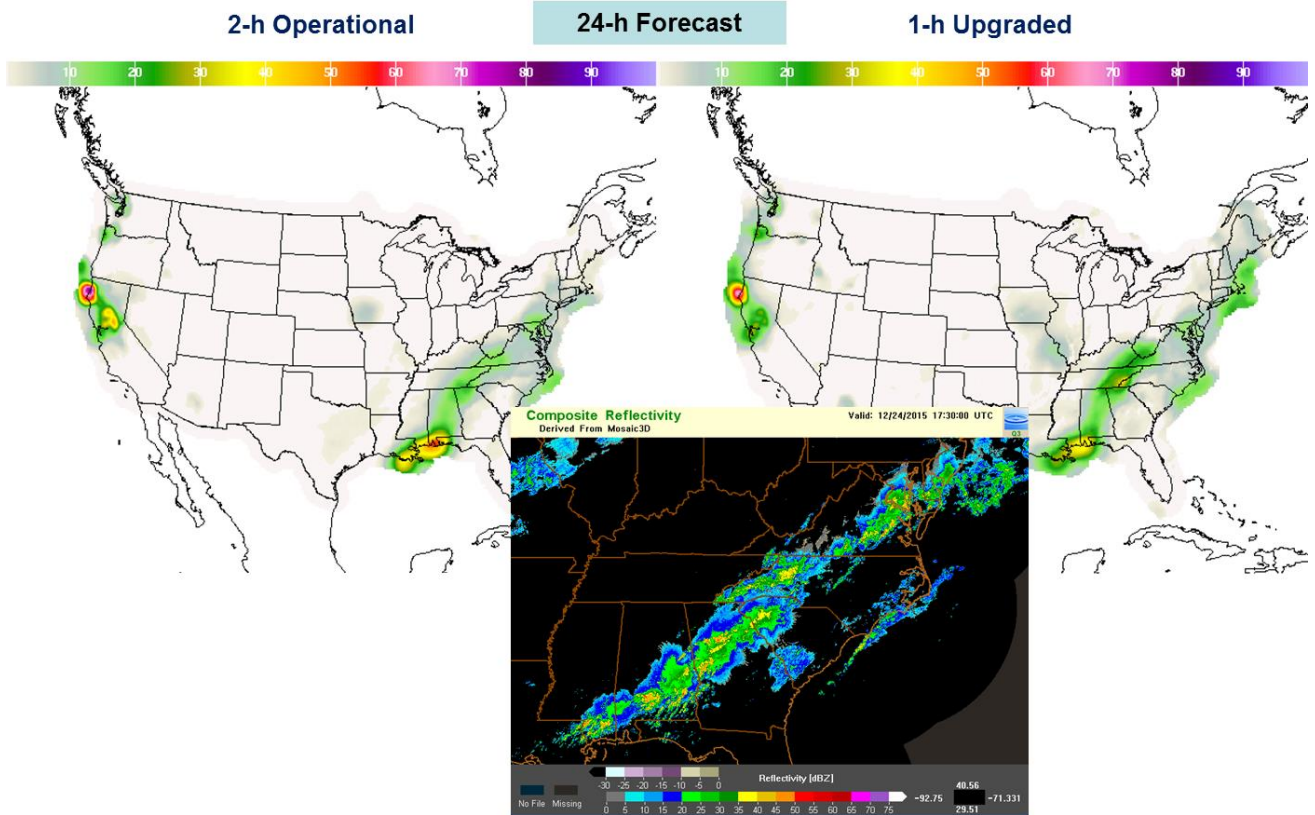 2-h Operational
24-h Forecast
1-h Upgraded
10 20 30 40 50 60 70 80 90
10 20 30 40 50 60 70 80 90
Composite Reflectivity
Valid: 12/24/2015 17:30:00 UTC
Derived From Mosaic3D
Q3
Reflectivity [dBZ]
-30 -25 -20 -15 -10 -5 0
40.56
-92.75
-71.331
No File
Missing
0 5 10 15 20 25 30 35 40 45 50 55 60 65 70 75
29.51